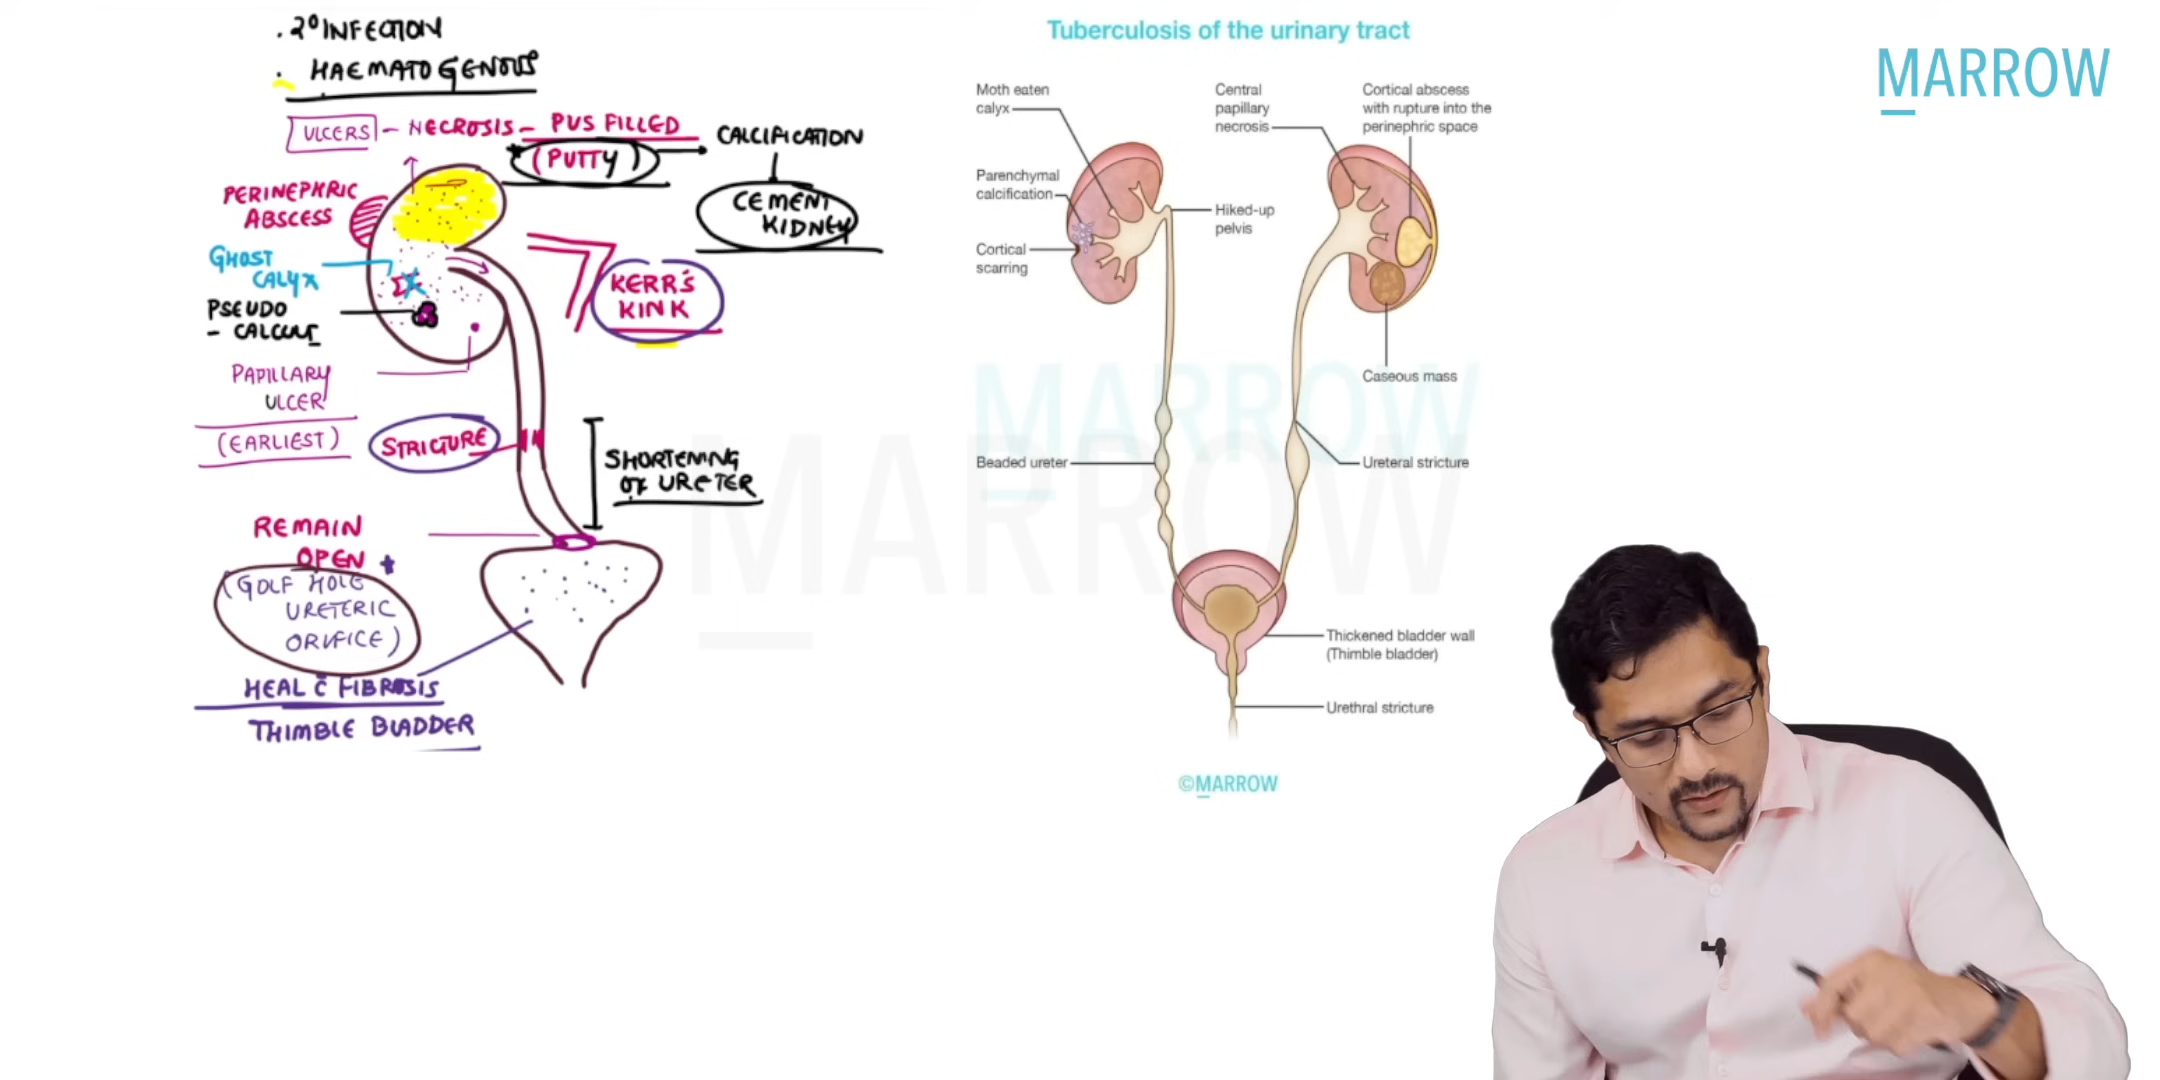 . 2° INFECTION
. HAEMATOGENOUS
ULCERS - NECROSIS - PUS FILLED
(PUTTY)
CALCIFICATION
CEMENT
KIDNEY
PERINEPHRIC
ABSCESS
GHOST
CALYX
PSEUDO
- CALCULI
KERR'S
KINK
PAPILLARY
ULCER
(EARLIEST)
STRICTURE
SHORTENING
OF URETER
REMAIN
OPEN
(GOLF HOLE
URETERIC
ORIFICE)
HEAL C̄ FIBROSIS
THIMBLE BLADDER
Tuberculosis of the urinary tract
Moth eaten
calyx
Central
papillary
necrosis
Cortical abscess
with rupture into the
perinephric space
Parenchymal
calcification
Hiked-up
pelvis
Cortical
scarring
Caseous mass
Beaded ureter
Ureteral stricture
Thickened bladder wall
(Thimble bladder)
Urethral stricture
©MARROW
MARROW
MARROW
MARROW